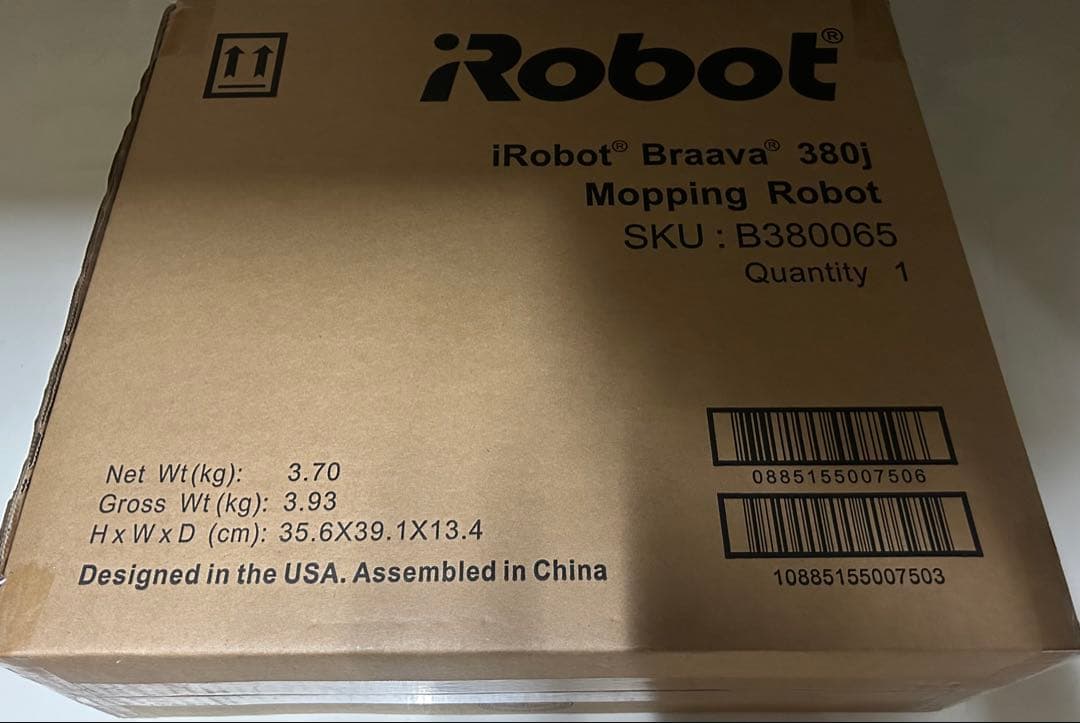 iRobot®
iRobot® Braava® 380j
Mopping Robot
SKU : B380065
Quantity 1
Net Wt(kg): 3.70
Gross Wt(kg): 3.93
HxWxD (cm): 35.6X39.1X13.4
Designed in the USA. Assembled in China
0885155007506
10885155007503